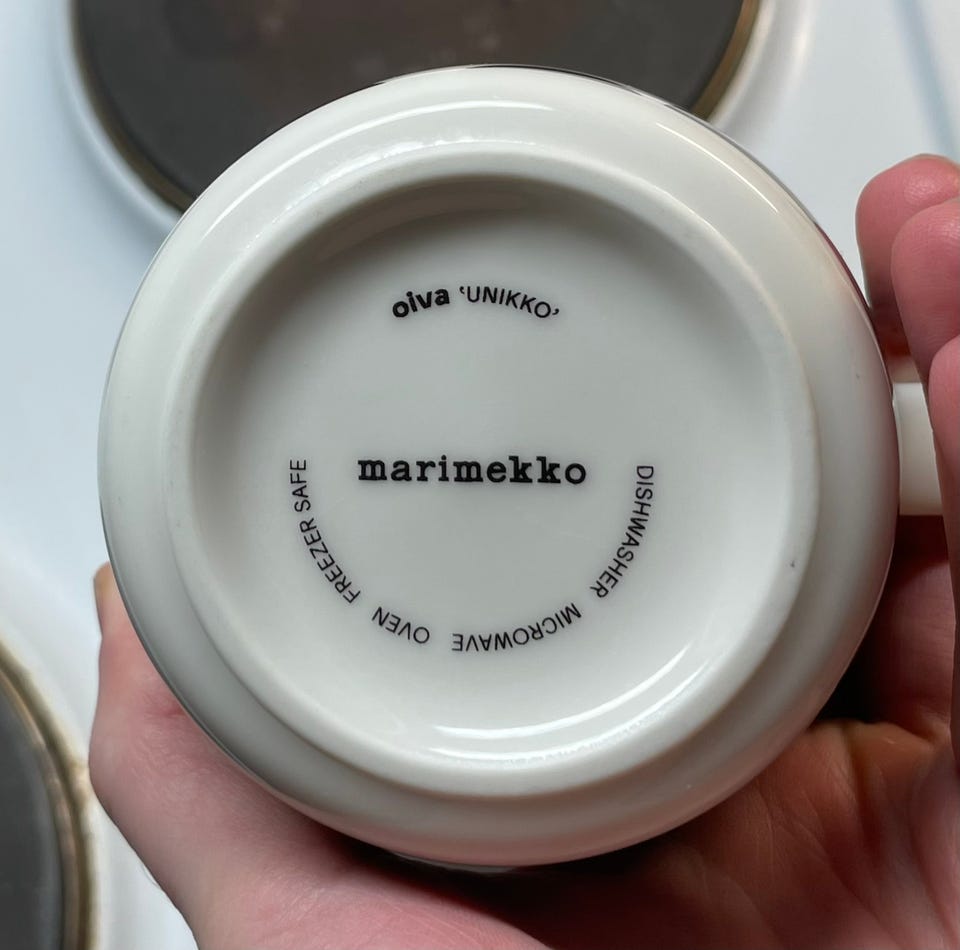 oiva ‘UNIKKO’
marimekko
DISHWASHER MICROWAVE OVEN FREEZER SAFE